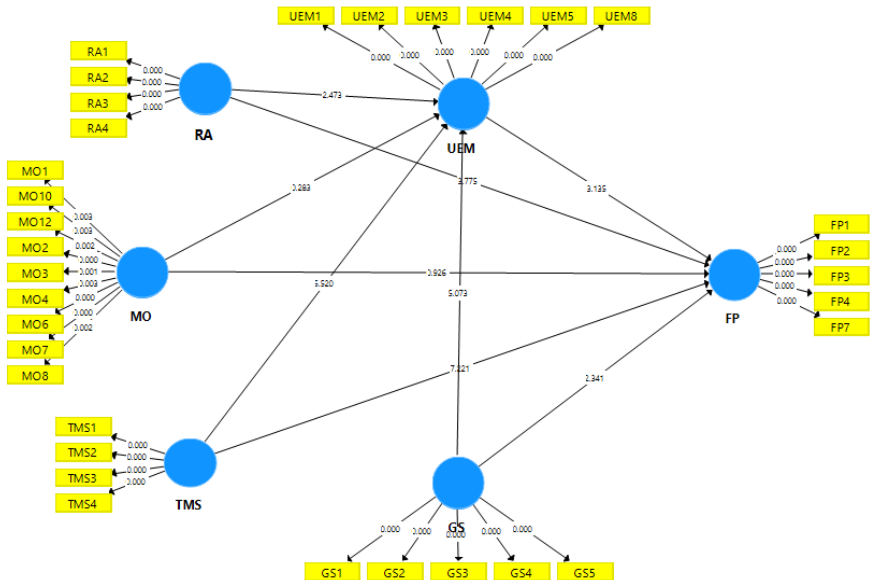 UEM1
UEM2
UEM3
UEM4
UEM5
UEM8
0.000
0.000
0.000
0.000
0.000
0.000
RA1
RA2
RA3
RA4
0.000
0.000
0.000
0.000
RA
2.473
UEM
3.775
3.135
0.283
MO1
MO10
MO12
MO2
MO3
MO4
MO6
MO7
MO8
0.003
0.003
0.002
0.000
0.001
0.003
0.000
0.000
0.002
MO
0.926
5.520
5.073
FP1
FP2
FP3
FP4
FP7
0.000
0.000
0.000
0.000
0.000
FP
7.221
2.341
TMS1
TMS2
TMS3
TMS4
0.000
0.000
0.000
0.000
TMS
GS
0.000
0.000
0.000
0.000
0.000
GS1
GS2
GS3
GS4
GS5